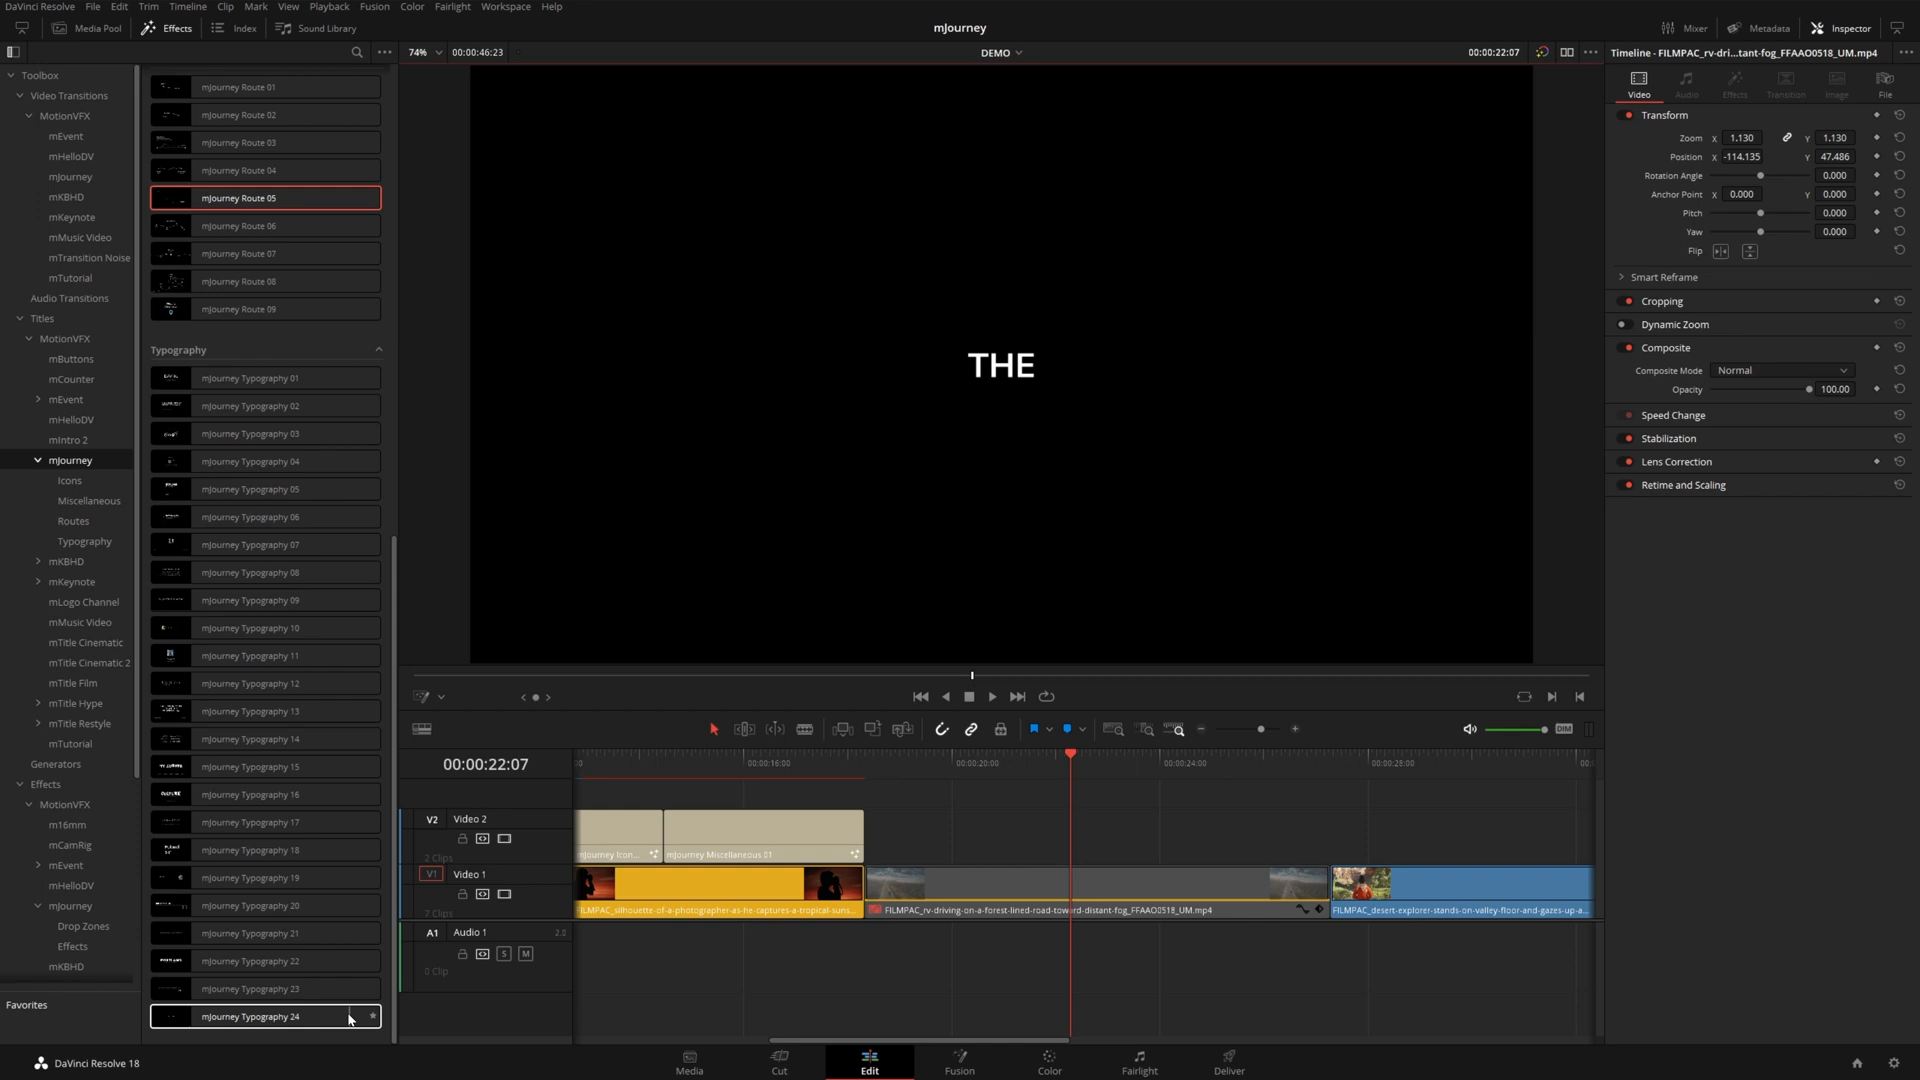 DaVinci Resolve File Edit Trim Timeline Clip Mark View Playback Fusion Color Fairlight Workspace Help
Media Pool Effects Index Sound Library
mJourney
Mixer Metadata Inspector
74% 00:00:46:23
DEMO
00:00:22:07
Timeline - FILMPAC_rv-dri...tant-fog_FFAAO0518_UM.mp4
Toolbox
Video Transitions
MotionVFX
mEvent
mHelloDV
mJourney
mKBHD
mKeynote
mMusic Video
mTransition Noise
mTutorial
Audio Transitions
Titles
MotionVFX
mButtons
mCounter
mEvent
mHelloDV
mIntro 2
mJourney
Icons
Miscellaneous
Routes
Typography
mKBHD
mKeynote
mLogo Channel
mMusic Video
mTitle Cinematic
mTitle Cinematic 2
mTitle Film
mTitle Hype
mTitle Restyle
mTutorial
Generators
Effects
MotionVFX
m16mm
mCamRig
mEvent
mHelloDV
mJourney
Drop Zones
Effects
mKBHD
Favorites
mJourney Route 01
mJourney Route 02
mJourney Route 03
mJourney Route 04
mJourney Route 05
mJourney Route 06
mJourney Route 07
mJourney Route 08
mJourney Route 09
Typography
mJourney Typography 01
mJourney Typography 02
mJourney Typography 03
mJourney Typography 04
mJourney Typography 05
mJourney Typography 06
mJourney Typography 07
mJourney Typography 08
mJourney Typography 09
mJourney Typography 10
mJourney Typography 11
mJourney Typography 12
mJourney Typography 13
mJourney Typography 14
mJourney Typography 15
mJourney Typography 16
mJourney Typography 17
mJourney Typography 18
mJourney Typography 19
mJourney Typography 20
mJourney Typography 21
mJourney Typography 22
mJourney Typography 23
mJourney Typography 24
THE
Video Audio Effects Transition Image File
Transform
Zoom X 1.130 Y 1.130
Position X -114.135 Y 47.486
Rotation Angle 0.000
Anchor Point X 0.000 Y 0.000
Pitch 0.000
Yaw 0.000
Flip
Smart Reframe
Cropping
Dynamic Zoom
Composite
Composite Mode Normal
Opacity 100.00
Speed Change
Stabilization
Lens Correction
Retime and Scaling
DIM
00:00:22:07
00:00:16:00 00:00:20:00 00:00:24:00 00:00:28:00
V2 Video 2
2 Clips
mJourney Icon... mJourney Miscellaneous 01
V1 Video 1
7 Clips
FILMPAC_silhouette-of-a-photographer-as-he-captures-a-tropical-suns... FILMPAC_rv-driving-on-a-forest-lined-road-toward-distant-fog_FFAAO0518_UM.mp4 FILMPAC_desert-explorer-stands-on-valley-floor-and-gazes-up-a...
A1 Audio 1 2.0
S M
0 Clip
DaVinci Resolve 18
Media Cut Edit Fusion Color Fairlight Deliver